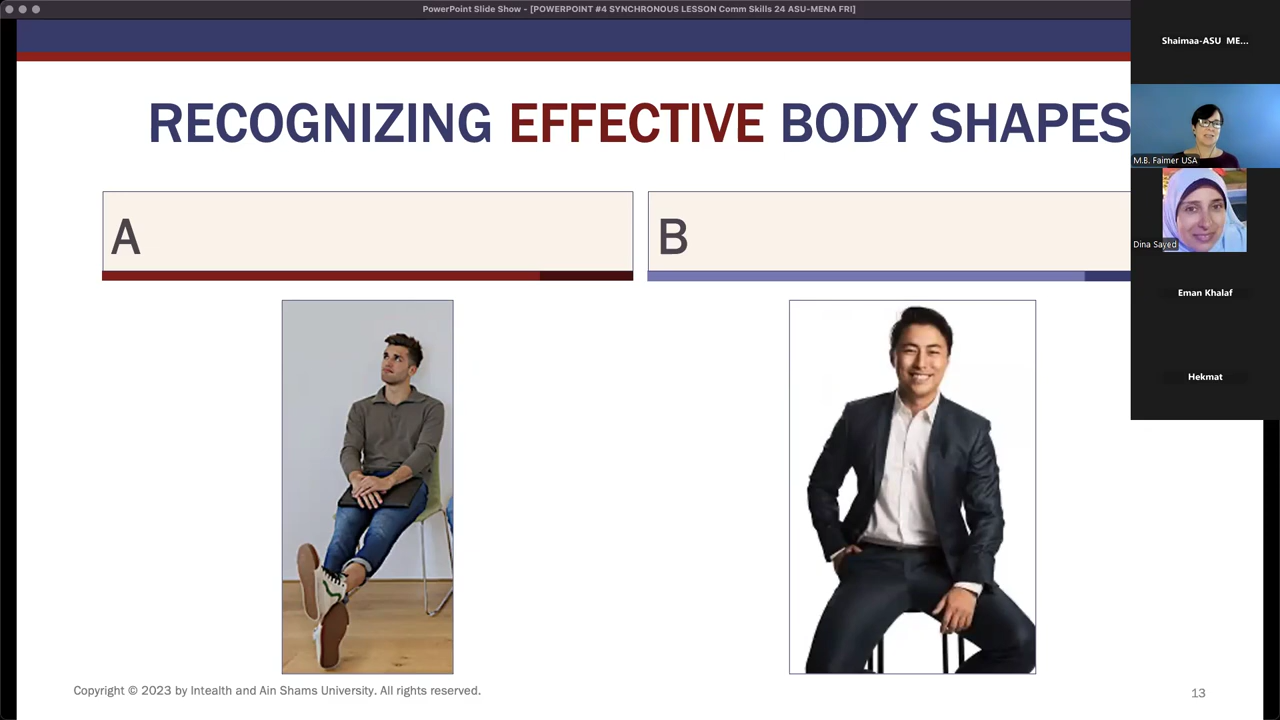 PowerPoint Slide Show - [POWERPOINT #4 SYNCHRONOUS LESSON Comm Skills 24 ASU-MENA FRI]
RECOGNIZING EFFECTIVE BODY SHAPES
A
B
Copyright © 2023 by Intealth and Ain Shams University. All rights reserved.
13
Shaimaa-ASU ME...
M.B. Faimer USA
Dina Sayed
Eman Khalaf
Hekmat